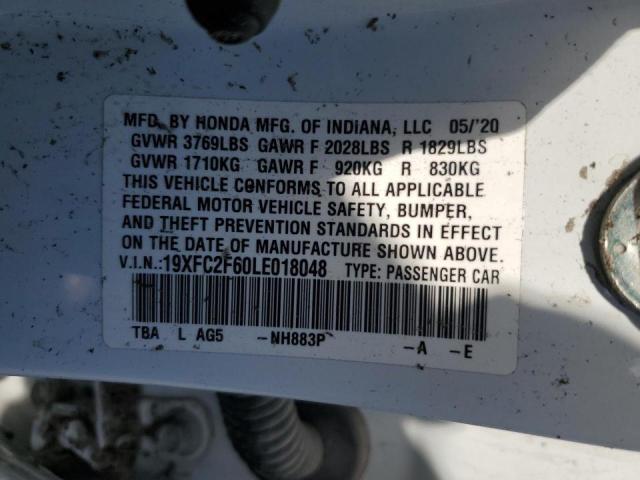 MFD. BY HONDA MFG. OF INDIANA, LLC 05/'20
GVWR 3769LBS GAWR F 2028LBS R 1829LBS
GVWR 1710KG GAWR F 920KG R 830KG
THIS VEHICLE CONFORMS TO ALL APPLICABLE
FEDERAL MOTOR VEHICLE SAFETY, BUMPER,
AND THEFT PREVENTION STANDARDS IN EFFECT
ON THE DATE OF MANUFACTURE SHOWN ABOVE.
V.I.N.:19XFC2F60LE018048 TYPE: PASSENGER CAR
TBA L AG5 -NH883P -A -E